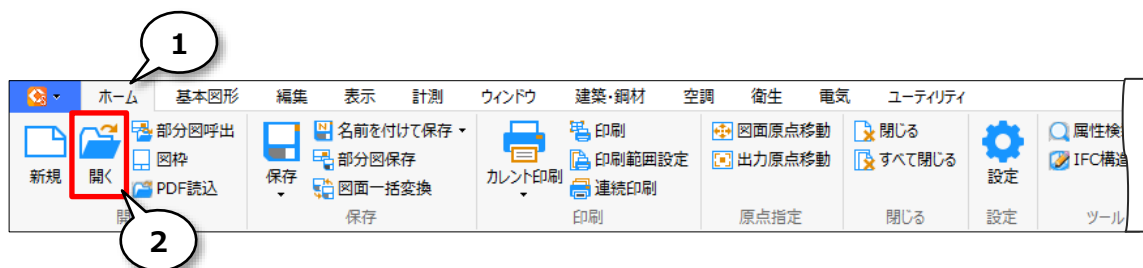 1
ホーム 基本図形 編集 表示 計測 ウィンドウ 建築・鋼材 空調 衛生 電気 ユーティリティ
部分図呼出 名前を付けて保存 印刷 図面原点移動 閉じる 属性検
図枠 部分図保存 印刷範囲設定 出力原点移動 すべて閉じる IFC構造
新規 開く PDF読込 保存 図面一括変換 カレント印刷 連続印刷 設定
開 保存 印刷 原点指定 閉じる 設定 ツール
2